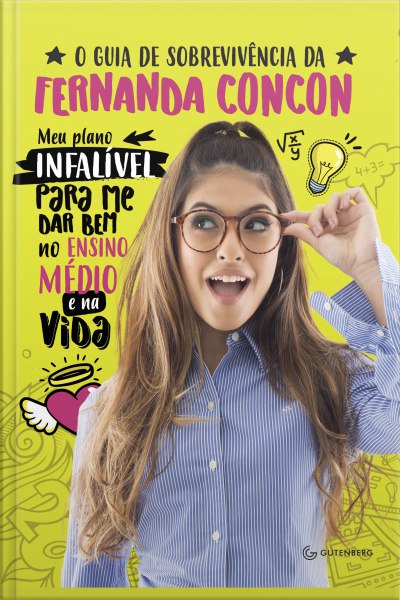 O GUIA DE SOBREVIVÊNCIA DA
FERNANDA CONCON
Meu plano
INFALÍVEL
PARA ME
DAR BEM
NO ENSINO
MÉDIO
E NA
VIDA
√x/y
4+3=
GUTENBERG